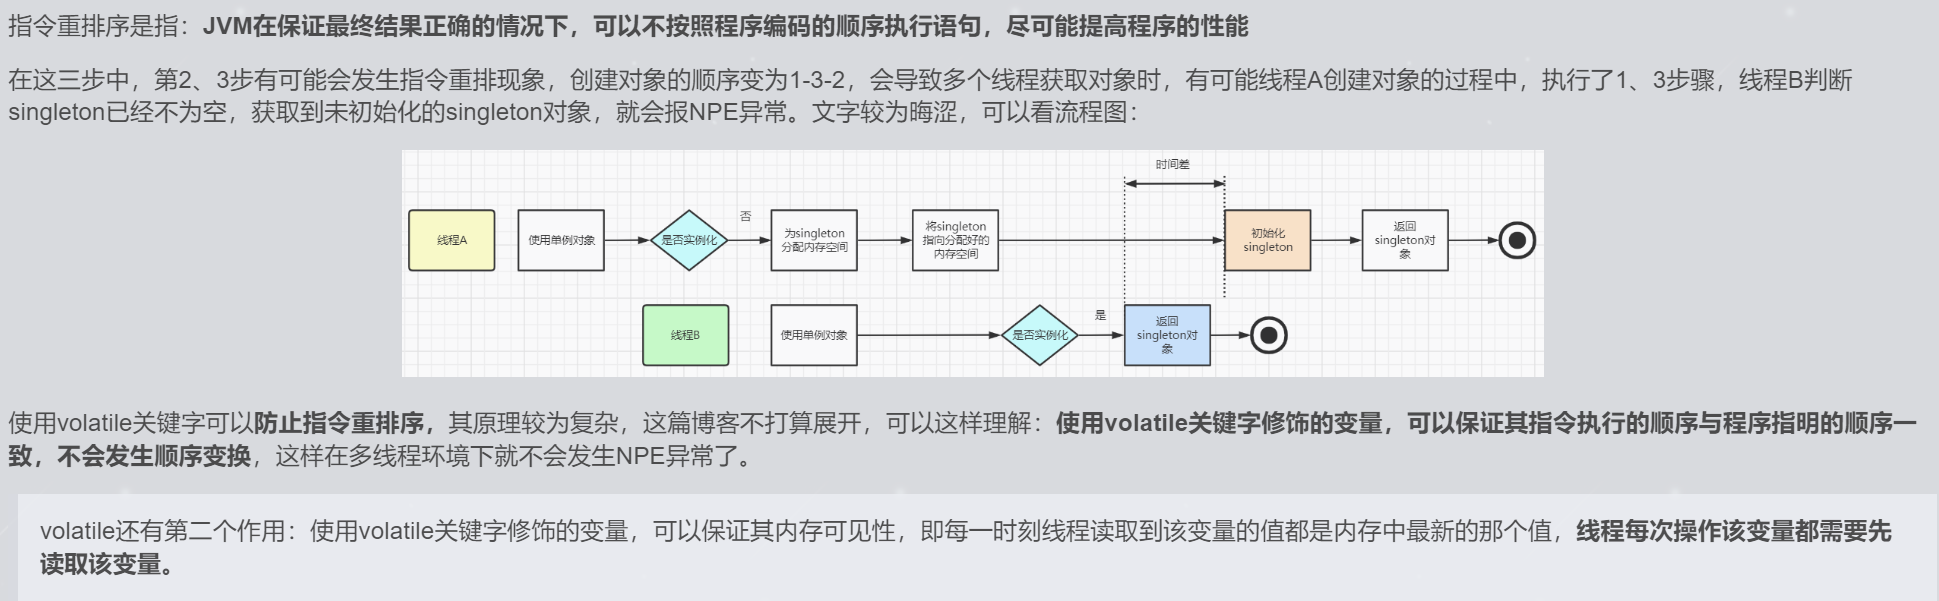 指令重排序是指：JVM在保证最终结果正确的情况下，可以不按照程序编码的顺序执行语句，尽可能提高程序的性能
在这三步中，第2、3步有可能会发生指令重排现象，创建对象的顺序变为1-3-2，会导致多个线程获取对象时，有可能线程A创建对象的过程中，执行了1、3步骤，线程B判断
singleton已经不为空，获取到未初始化的singleton对象，就会报NPE异常。文字较为晦涩，可以看流程图：
时间差
线程A
使用单例对象
是否实例化
否
为singleton
分配内存空间
将singleton
指向分配好的
内存空间
初始化
singleton
返回
singleton对
象
线程B
使用单例对象
是否实例化
是
返回
singleton对
象
使用volatile关键字可以防止指令重排序，其原理较为复杂，这篇博客不打算展开，可以这样理解：使用volatile关键字修饰的变量，可以保证其指令执行的顺序与程序指明的顺序一
致，不会发生顺序变换，这样在多线程环境下就不会发生NPE异常了。
volatile还有第二个作用：使用volatile关键字修饰的变量，可以保证其内存可见性，即每一时刻线程读取到该变量的值都是内存中最新的那个值，线程每次操作该变量都需要先
读取该变量。